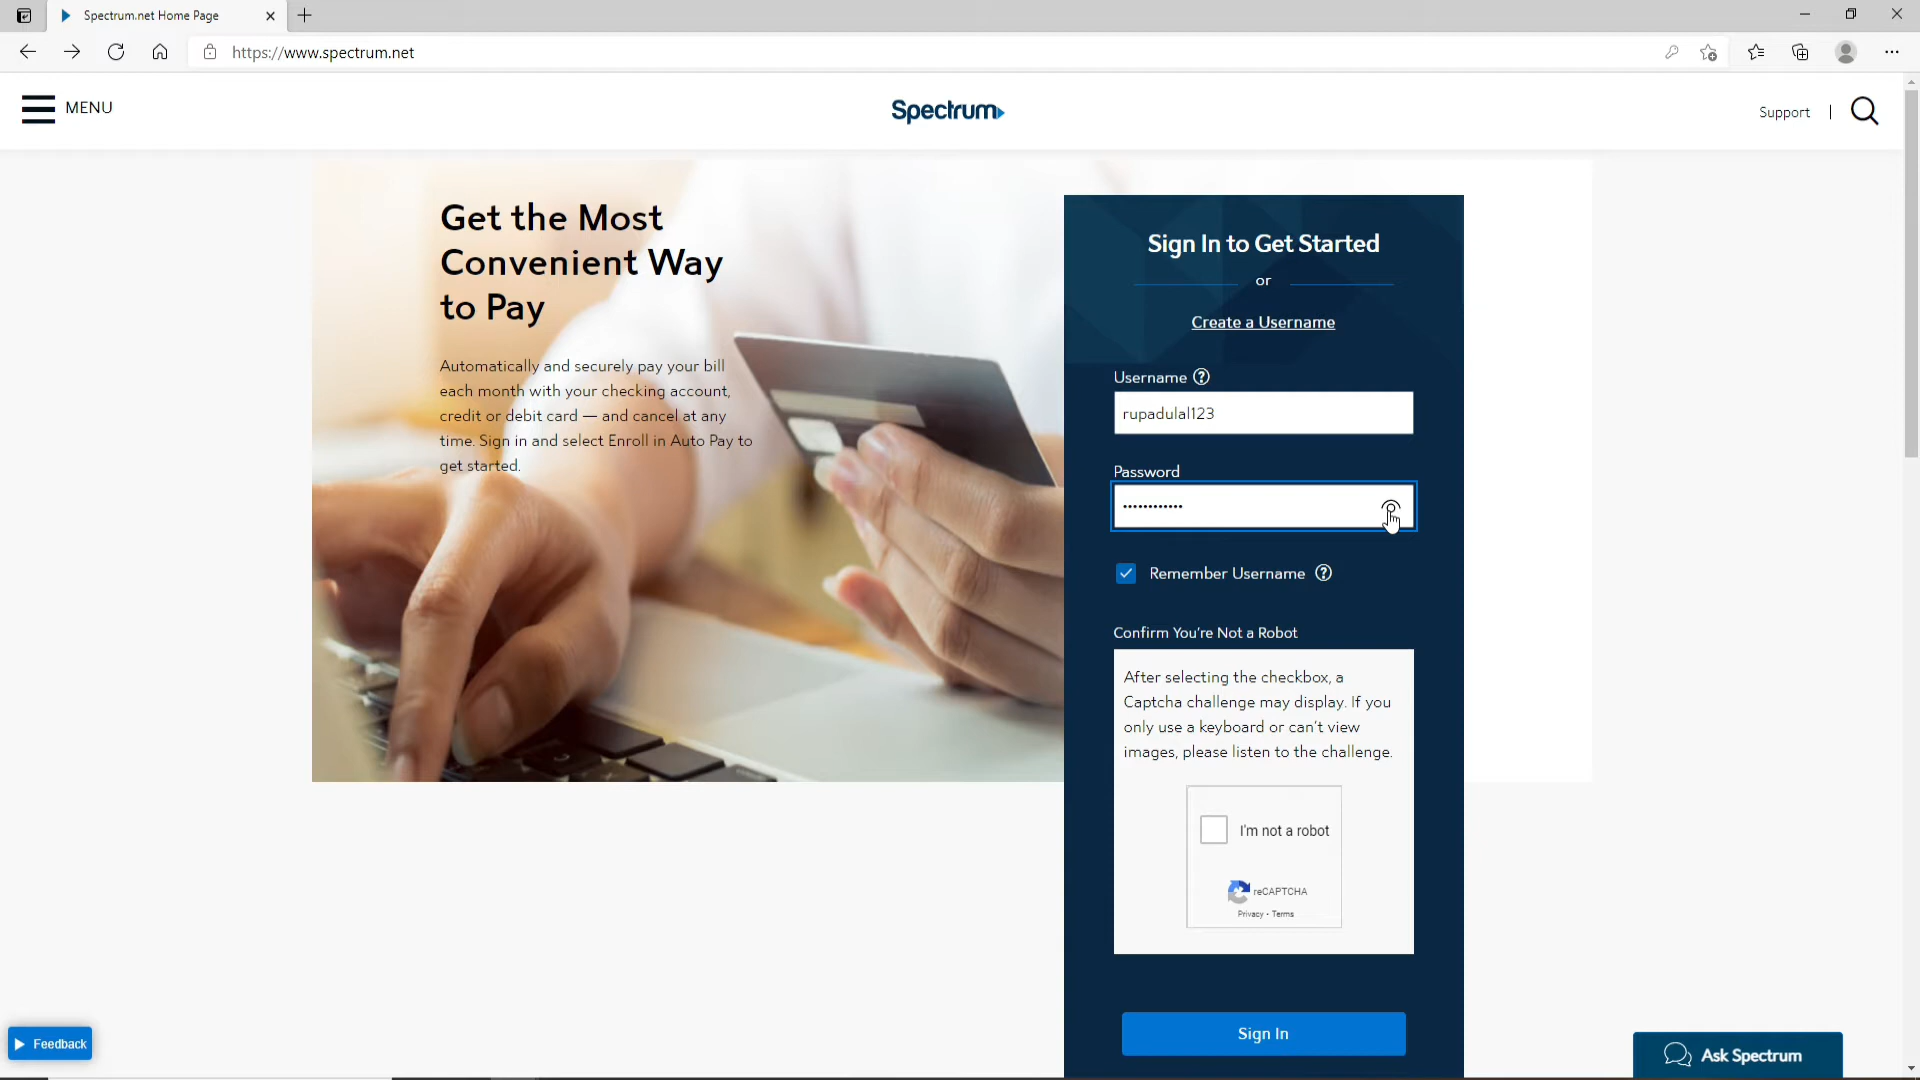 Spectrum.net Home Page
https://www.spectrum.net
MENU
Spectrum
Support
Get the Most
Convenient Way
to Pay
Automatically and securely pay your bill
each month with your checking account,
credit or debit card — and cancel at any
time. Sign in and select Enroll in Auto Pay to
get started.
Sign In to Get Started
or
Create a Username
Username
rupadulal123
Password
••••••••••••
Remember Username
Confirm You're Not a Robot
After selecting the checkbox, a
Captcha challenge may display. If you
only use a keyboard or can't view
images, please listen to the challenge.
I'm not a robot
reCAPTCHA
Privacy - Terms
Sign In
Feedback
Ask Spectrum